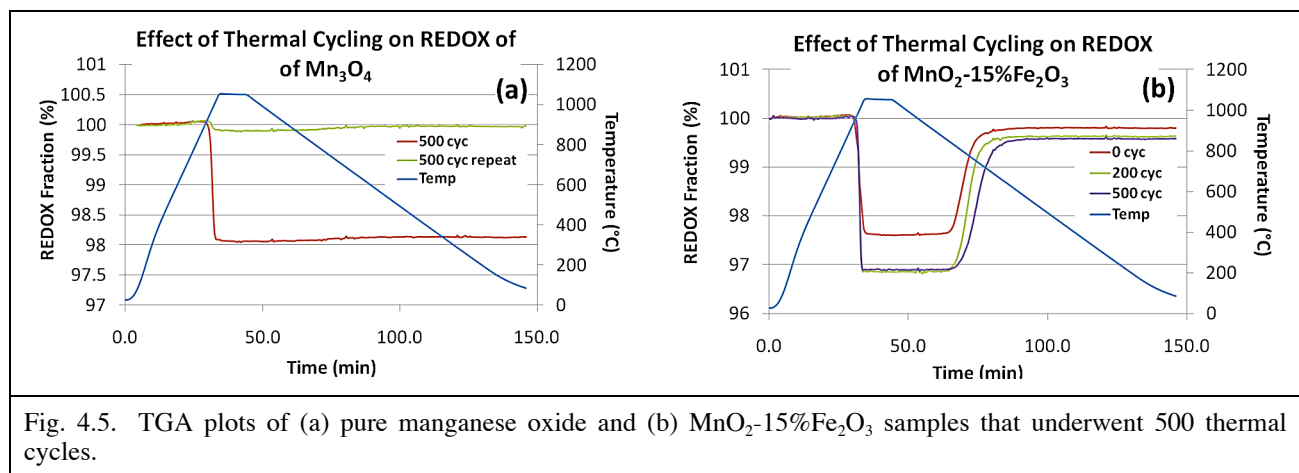 Effect of Thermal Cycling on REDOX of
of Mn₃O₄
(a)
REDOX Fraction (%)
101
100.5
100
99.5
99
98.5
98
97.5
97
1200
1000
800
600
400
200
0
Temperature (°C)
500 cyc
500 cyc repeat
Temp
0.0
50.0
100.0
150.0
Time (min)
Effect of Thermal Cycling on REDOX
of MnO₂-15%Fe₂O₃
(b)
REDOX Fraction (%)
101
100
99
98
97
96
1200
1000
800
600
400
200
0
Temperature (°C)
0 cyc
200 cyc
500 cyc
Temp
0.0
50.0
100.0
150.0
Time (min)
Fig. 4.5. TGA plots of (a) pure manganese oxide and (b) MnO₂-15%Fe₂O₃ samples that underwent 500 thermal
cycles.